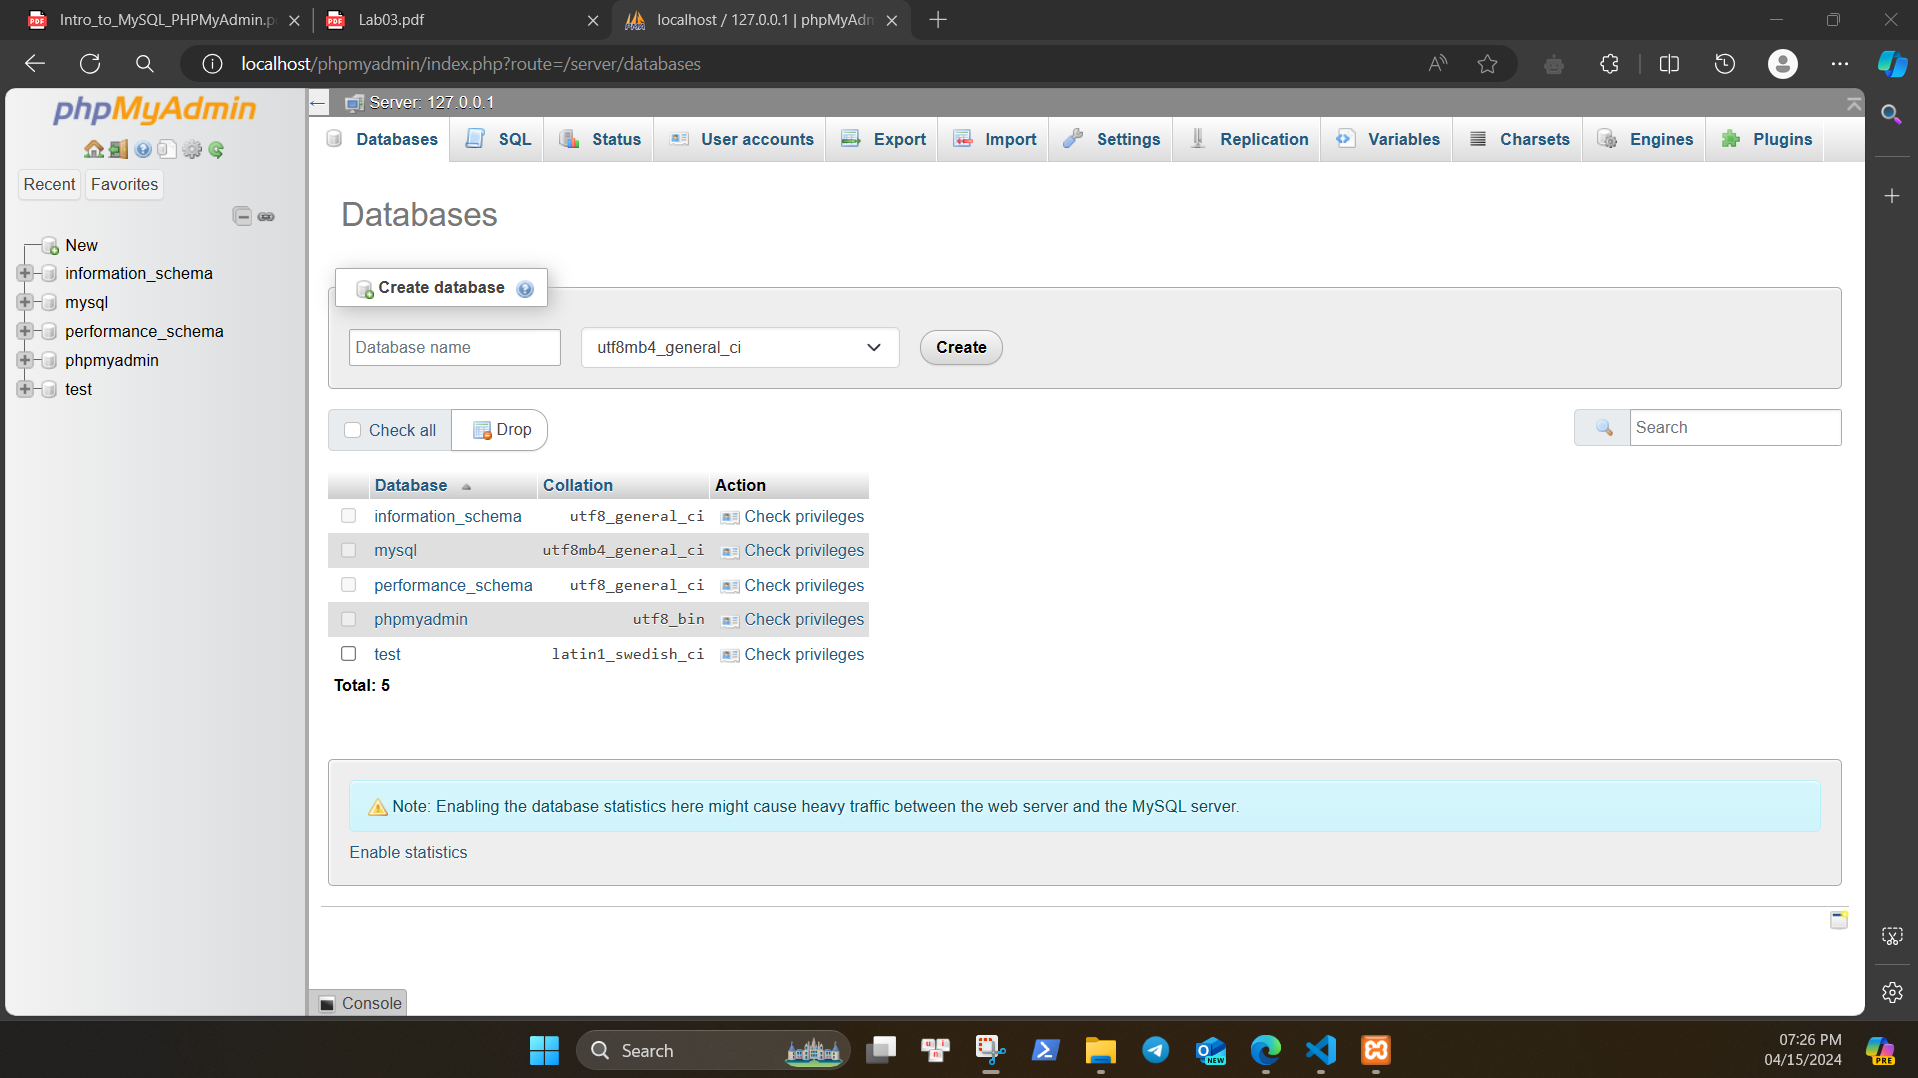 Intro_to_MySQL_PHPMyAdmin.p
Lab03.pdf
localhost / 127.0.0.1 | phpMyAdm
localhost/phpmyadmin/index.php?route=/server/databases
phpMyAdmin
Recent
Favorites
New
information_schema
mysql
performance_schema
phpmyadmin
test
Server: 127.0.0.1
Databases
SQL
Status
User accounts
Export
Import
Settings
Replication
Variables
Charsets
Engines
Plugins
Databases
Create database
Database name
utf8mb4_general_ci
Create
Check all
Drop
Search
Database Collation Action
information_schema utf8_general_ci Check privileges
mysql utf8mb4_general_ci Check privileges
performance_schema utf8_general_ci Check privileges
phpmyadmin utf8_bin Check privileges
test latin1_swedish_ci Check privileges
Total: 5
Note: Enabling the database statistics here might cause heavy traffic between the web server and the MySQL server.
Enable statistics
Console
Search
NEW
07:26 PM
04/15/2024
PRE